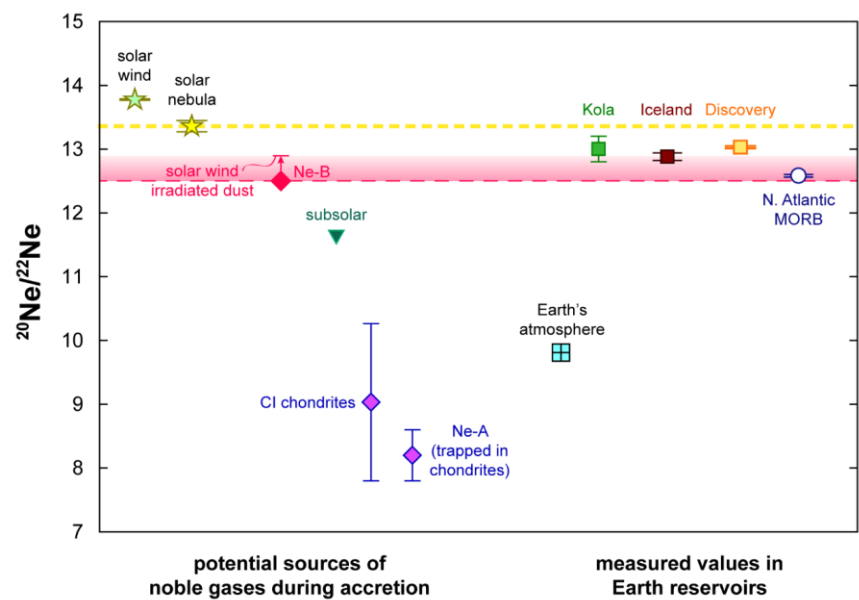 15
14
13
12
11
10
9
8
7
20Ne/22Ne
solar
wind
solar
nebula
solar wind
irradiated dust
Ne-B
subsolar
CI chondrites
Ne-A
(trapped in
chondrites)
Earth's
atmosphere
Kola
Iceland
Discovery
N. Atlantic
MORB
potential sources of
noble gases during accretion
measured values in
Earth reservoirs